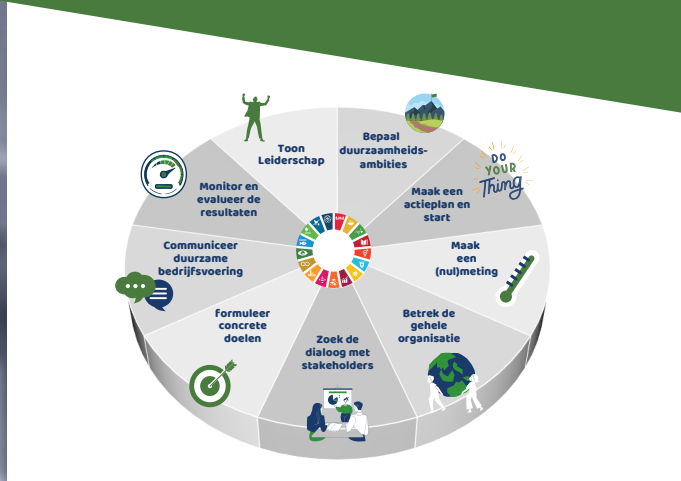 Toon
Leiderschap
Bepaal
duurzaamheids-
ambities
DO
YOUR
Thing
Maak een
actieplan en
start
Maak
een
(nul)meting
Betrek de
gehele
organisatie
Zoek de
dialoog met
stakeholders
formuleer
concrete
doelen
Communiceer
duurzame
bedrijfsvoering
Monitor en
evalueer de
resultaten